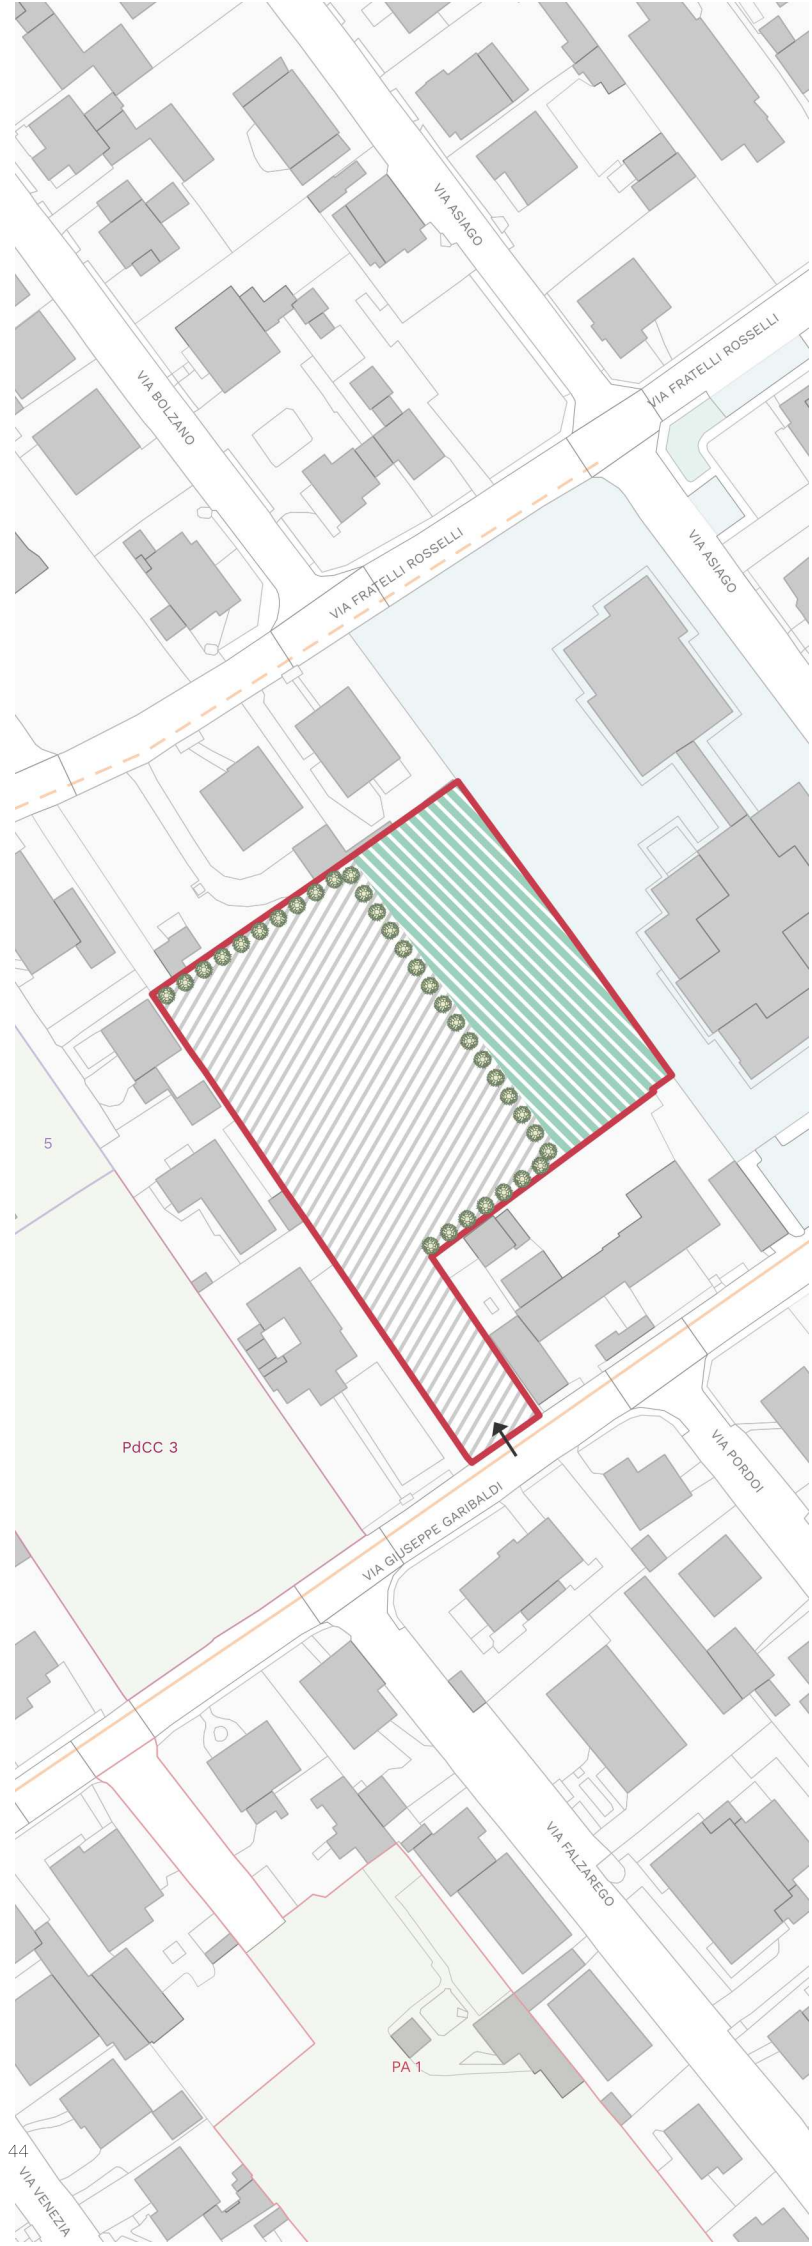 VIA ASIAGO
VIA FRATELLI ROSSELLI
VIA BOLZANO
VIA FRATELLI ROSSELLI
VIA ASIAGO
5
PdCC 3
VIA PORDOI
VIA GIUSEPPE GARIBALDI
VIA FALZAREGO
PA 1
44
VIA VENEZIA